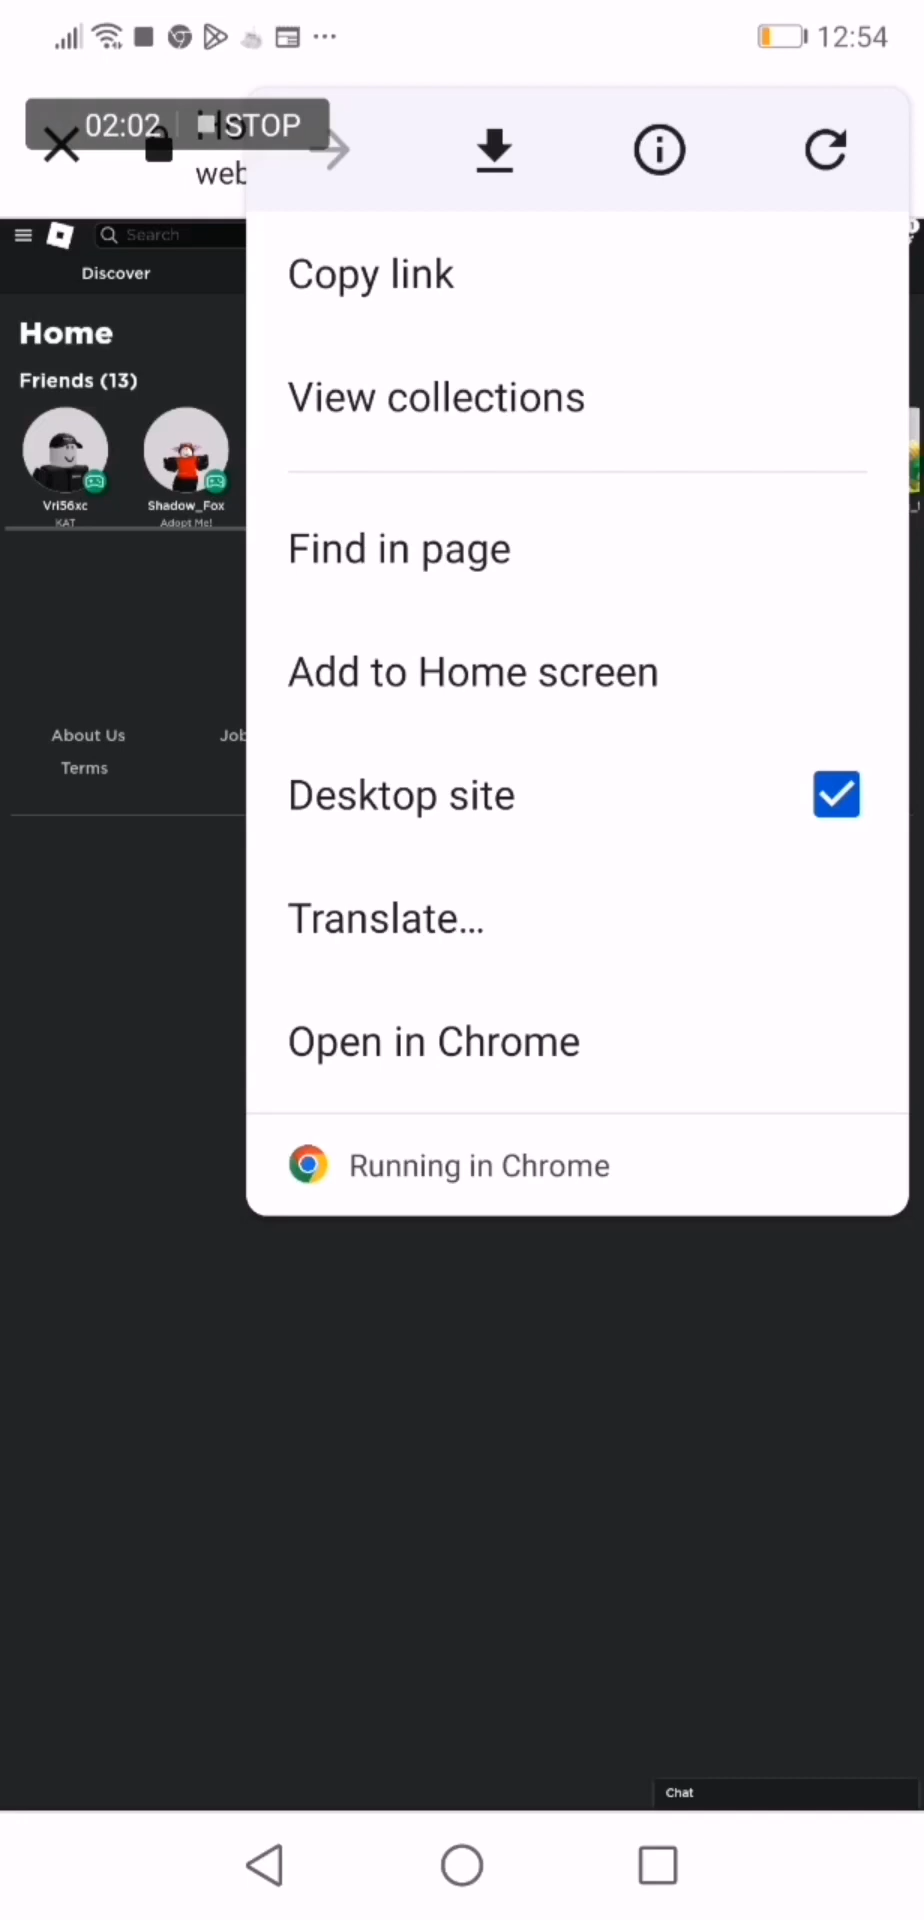 12:54
02:02 STOP
web
Search
Discover
Home
Friends (13)
Vri56xc
KAT
Shadow_Fox
Adopt Me!
About Us
Job
Terms
Copy link
View collections
Find in page
Add to Home screen
Desktop site
Translate...
Open in Chrome
Running in Chrome
Chat